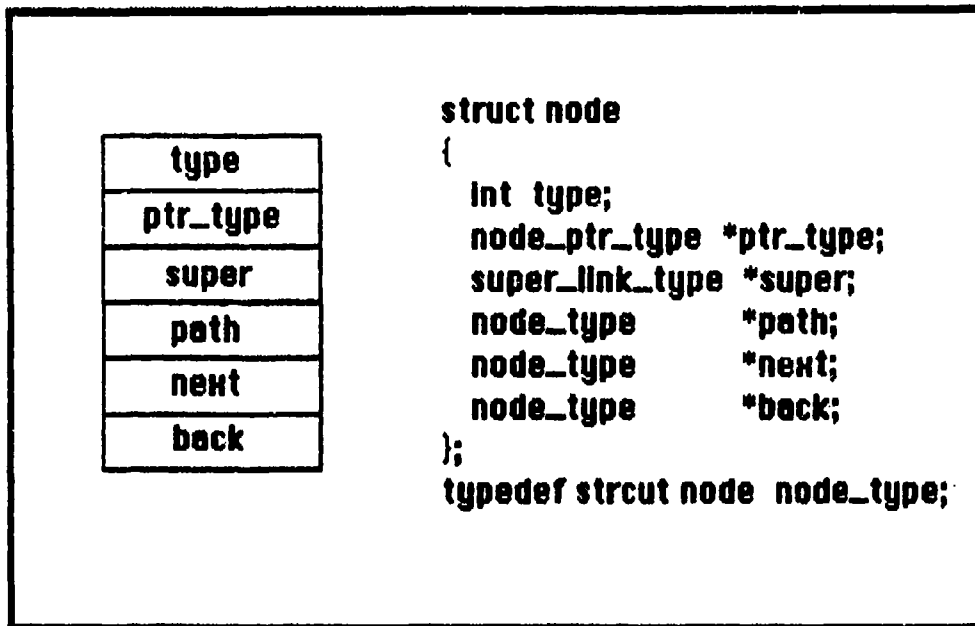 type
ptr_type
super
path
next
back
struct node
{
int type;
node_ptr_type *ptr_type;
super_link_type *super;
node_type *path;
node_type *next;
node_type *back;
};
typedef strcut node node_type;